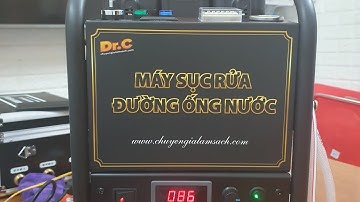 Dr.C
MÁY SỤC RỬA
ĐƯỜNG ỐNG NƯỚC
www.chuyengialamsach.com
086